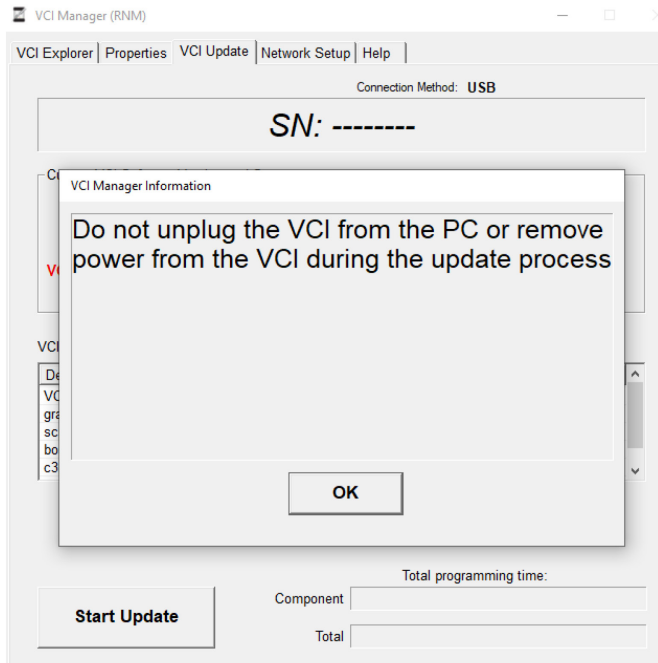 VCI Manager (RNM)
VCI Explorer Properties VCI Update Network Setup Help
Connection Method: USB
SN: --------
VCI Manager Information
Do not unplug the VCI from the PC or remove
power from the VCI during the update process
VCI
OK
Total programming time:
Component
Start Update
Total